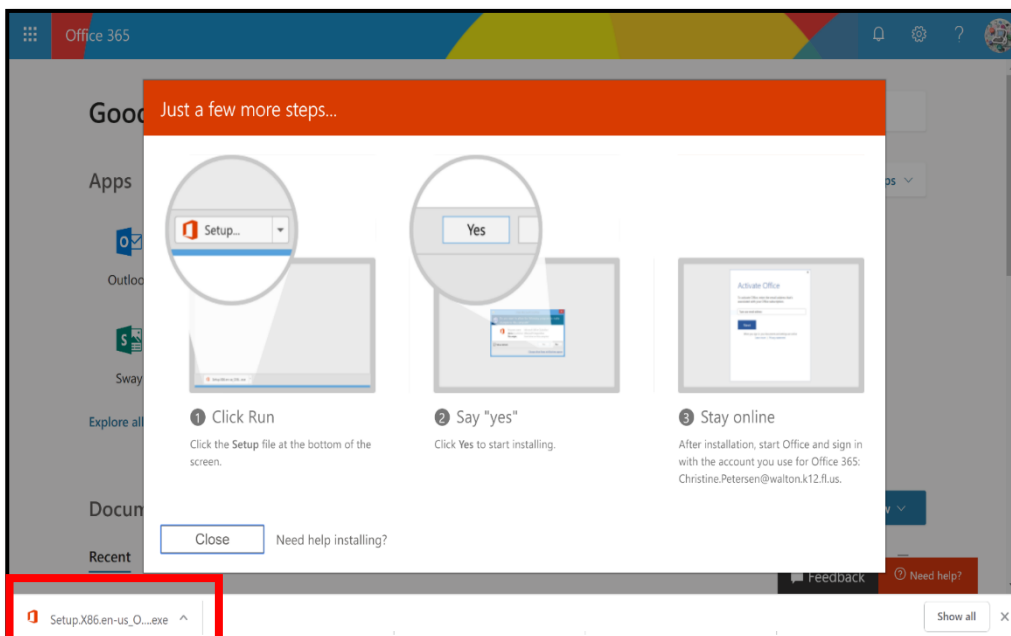 Office 365
?
Good
Just a few more steps...
Apps
Setup...
Yes
Outloo
Activate Office
Sway
Explore all
1 Click Run
2 Say "yes"
3 Stay online
Click the Setup file at the bottom of the
screen.
Click Yes to start installing.
After installation, start Office and sign in
with the account you use for Office 365:
Christine.Petersen@walton.k12.fl.us.
Docum
Close
Need help installing?
Recent
Feedback
? Need help?
Setup.X86.en-us_O....exe
Show all